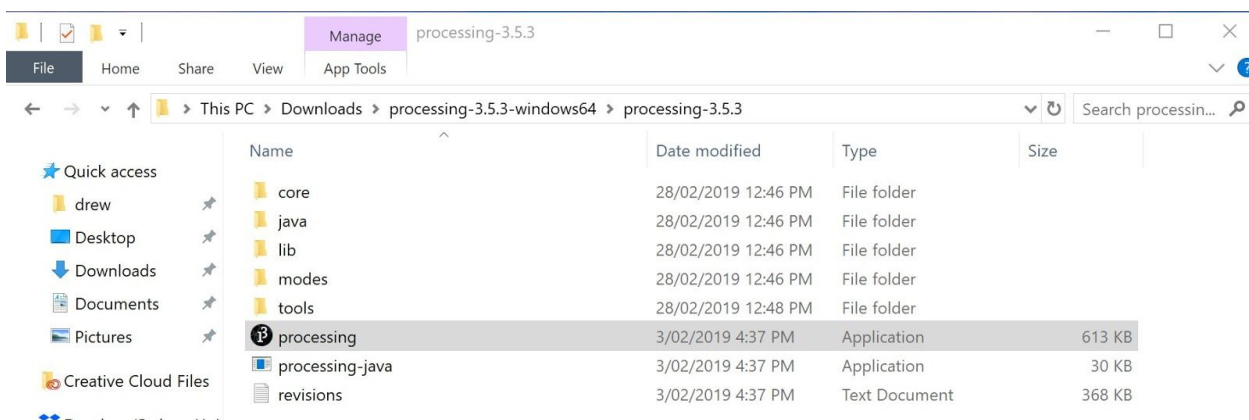 Manage processing-3.5.3
File Home Share View App Tools
This PC > Downloads > processing-3.5.3-windows64 > processing-3.5.3
Search processin...
Name Date modified Type Size
Quick access
drew
Desktop
Downloads
Documents
Pictures
Creative Cloud Files
core 28/02/2019 12:46 PM File folder
java 28/02/2019 12:46 PM File folder
lib 28/02/2019 12:46 PM File folder
modes 28/02/2019 12:46 PM File folder
tools 28/02/2019 12:48 PM File folder
processing 3/02/2019 4:37 PM Application 613 KB
processing-java 3/02/2019 4:37 PM Application 30 KB
revisions 3/02/2019 4:37 PM Text Document 368 KB